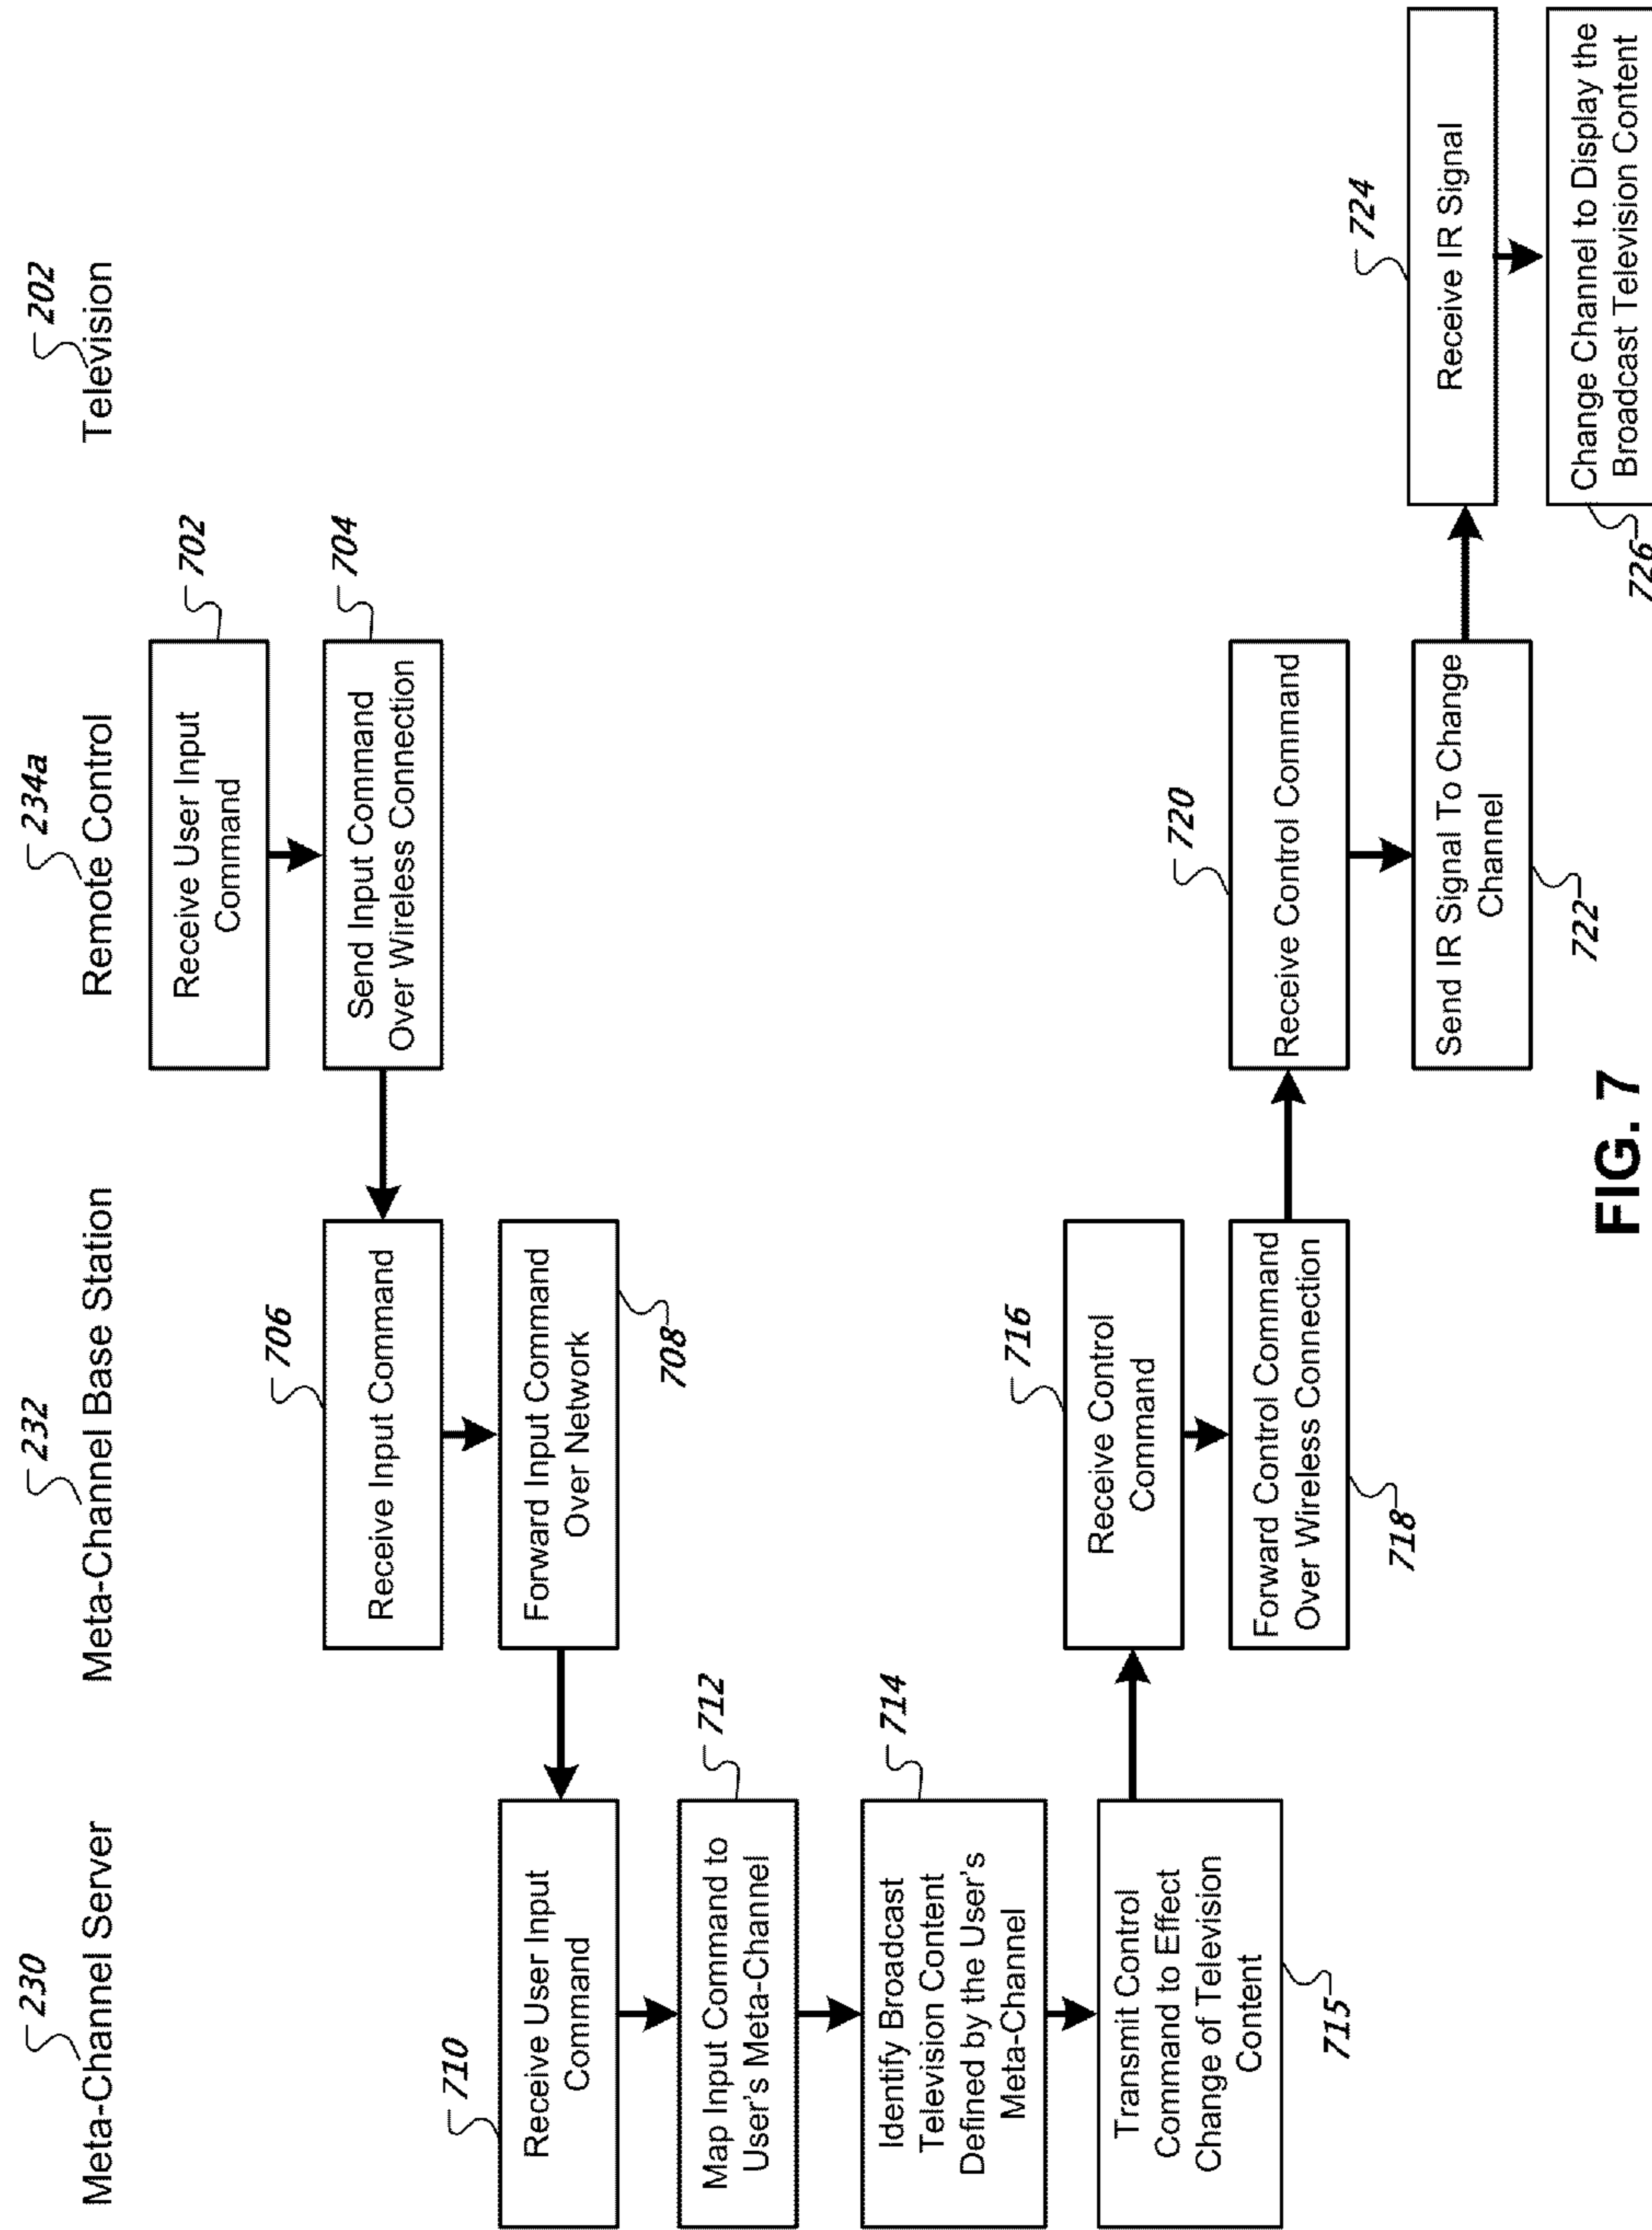 230
Meta-Channel Server
232
Meta-Channel Base Station
234a
Remote Control
202
Television
Receive User Input
Command
702
Send Input Command
Over Wireless Connection
704
706
Receive Input Command
Forward Input Command
Over Network
708
710
Receive User Input
Command
Map Input Command to
User's Meta-Channel
712
Identify Broadcast
Television Content
Defined by the User's
Meta-Channel
714
Transmit Control
Command to Effect
Change of Television
Content
715
716
Receive Control
Command
Forward Control Command
Over Wireless Connection
718
720
Receive Control Command
Send IR Signal To Change
Channel
722
724
Receive IR Signal
Change Channel to Display the
Broadcast Television Content
726
FIG. 7